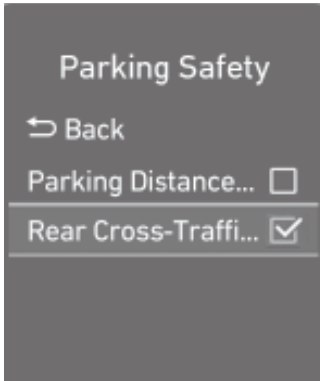 Parking Safety
Back
Parking Distance...
Rear Cross-Traffi...